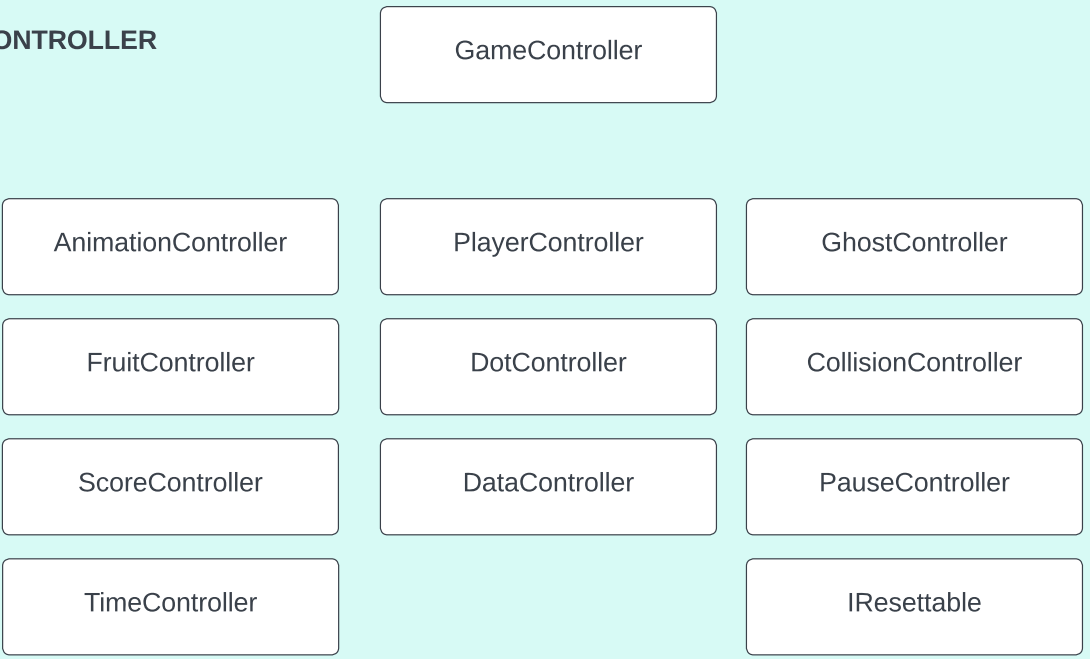 ONTROLLER
GameController
AnimationController
PlayerController
GhostController
FruitController
DotController
CollisionController
ScoreController
DataController
PauseController
TimeController
IResettable